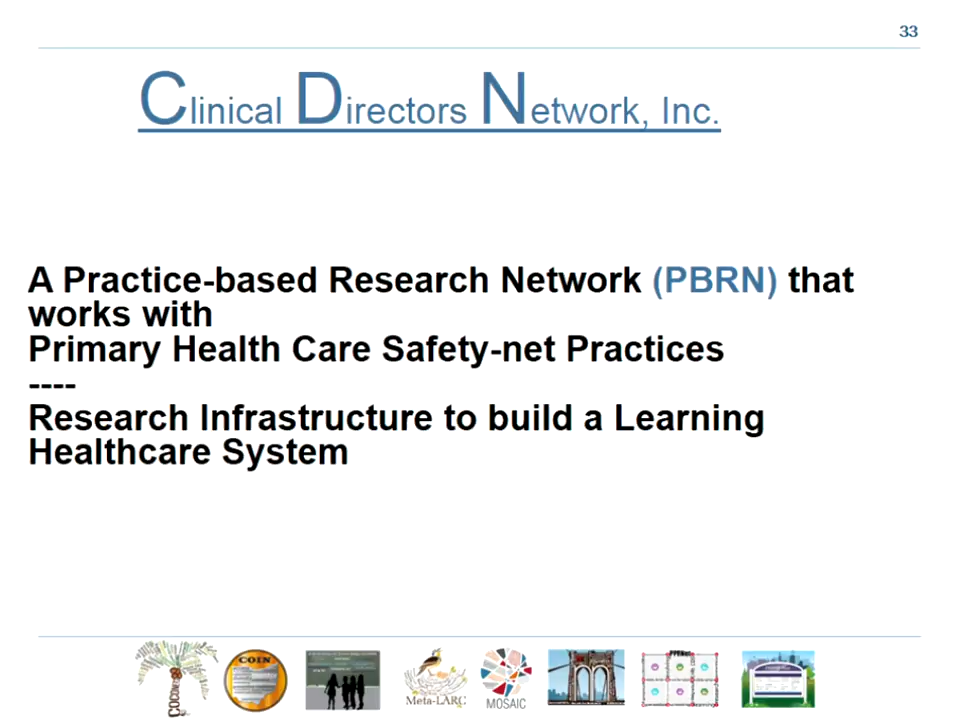 33
Clinical Directors Network, Inc.
A Practice-based Research Network (PBRN) that
works with
Primary Health Care Safety-net Practices
----
Research Infrastructure to build a Learning
Healthcare System
COIN
Meta-LARC
MOSAIC